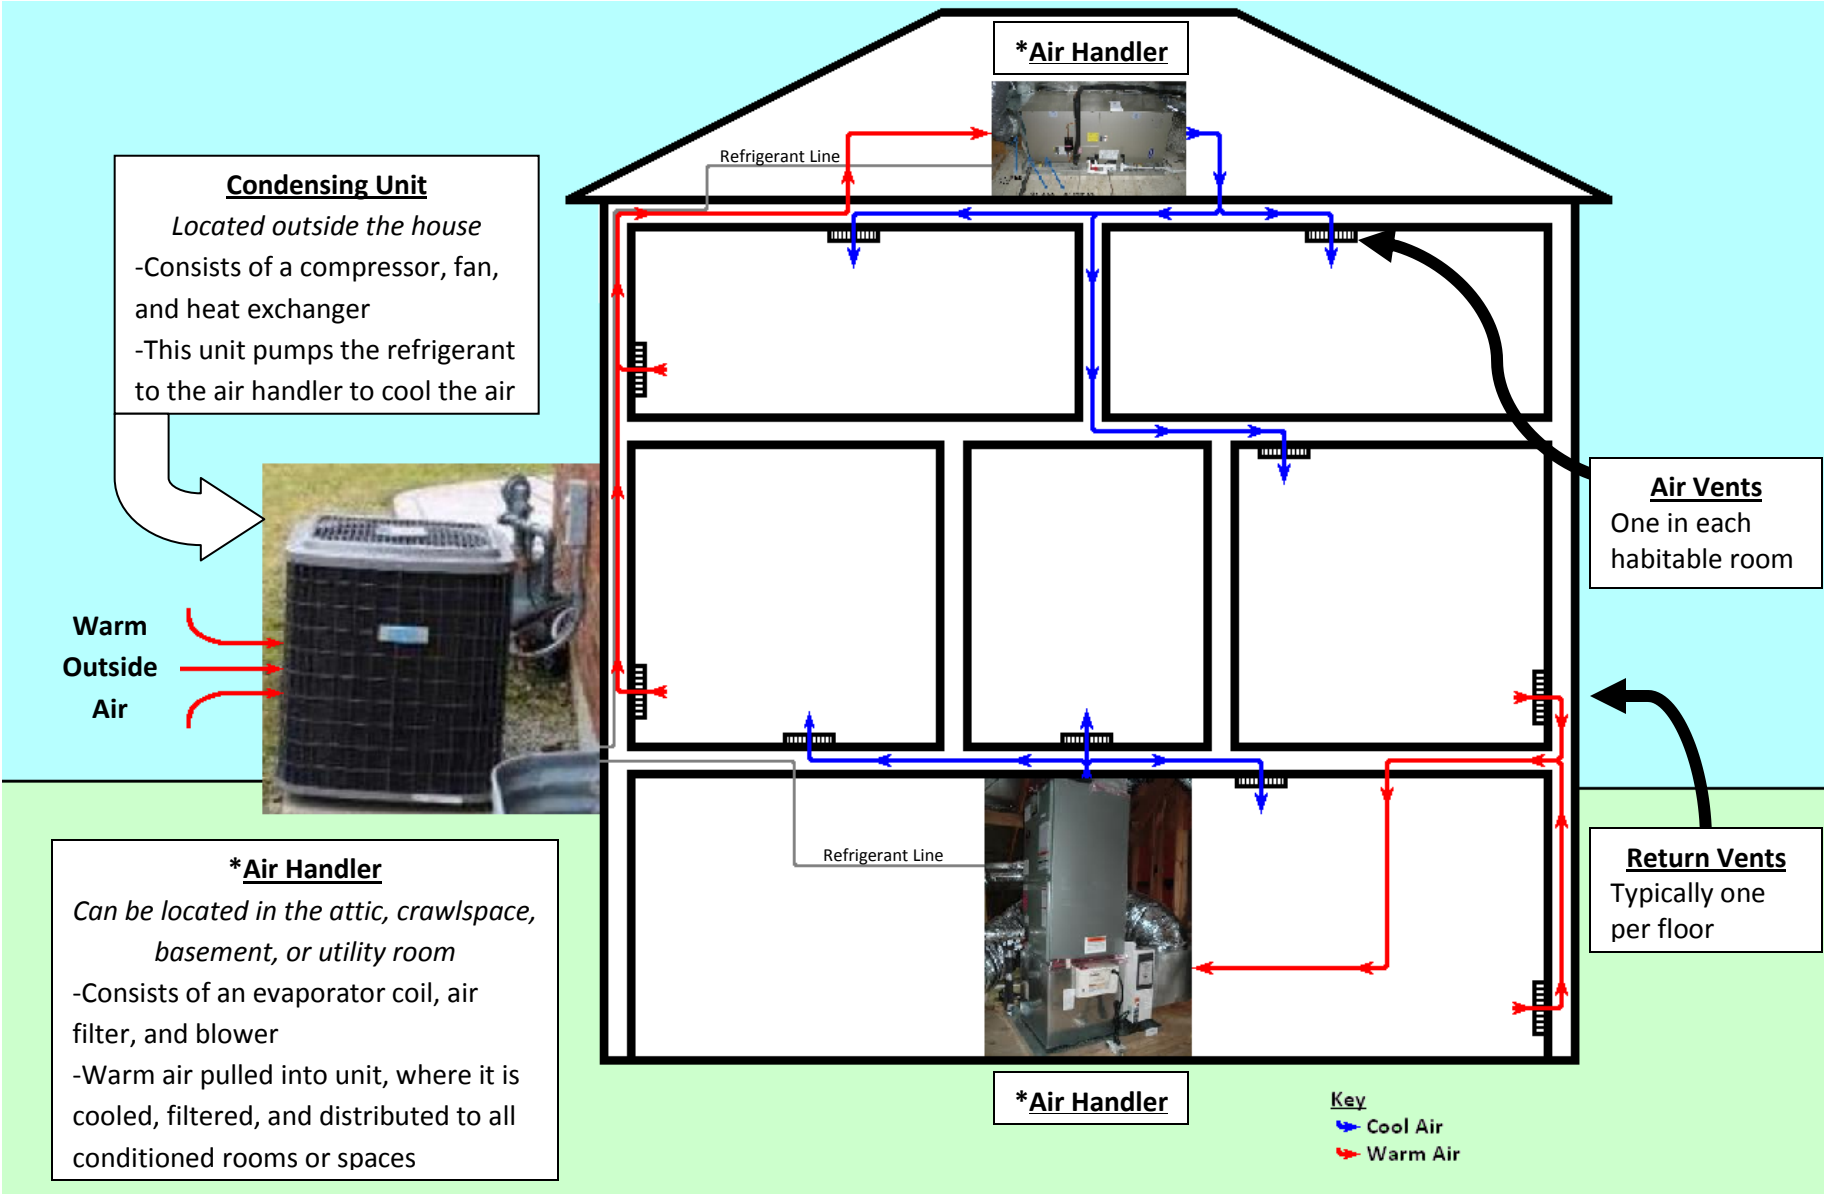 *Air Handler
Refrigerant Line
Condensing Unit
Located outside the house
-Consists of a compressor, fan,
and heat exchanger
-This unit pumps the refrigerant
to the air handler to cool the air
Air Vents
One in each
habitable room
Warm
Outside
Air
Return Vents
Typically one
per floor
Refrigerant Line
*Air Handler
Can be located in the attic, crawlspace,
basement, or utility room
-Consists of an evaporator coil, air
filter, and blower
-Warm air pulled into unit, where it is
cooled, filtered, and distributed to all
conditioned rooms or spaces
*Air Handler
Key
Cool Air
Warm Air